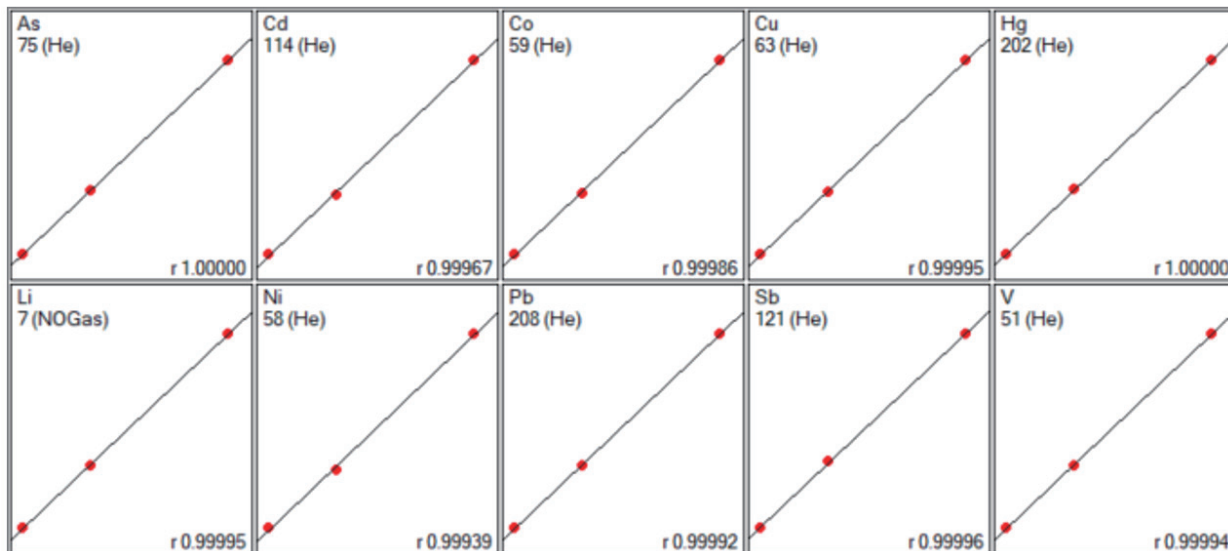 As
75 (He)
r 1.00000
Cd
114 (He)
r 0.99967
Co
59 (He)
r 0.99986
Cu
63 (He)
r 0.99995
Hg
202 (He)
r 1.00000
Li
7 (NOGas)
r 0.99995
Ni
58 (He)
r 0.99939
Pb
208 (He)
r 0.99992
Sb
121 (He)
r 0.99996
V
51 (He)
r 0.99994